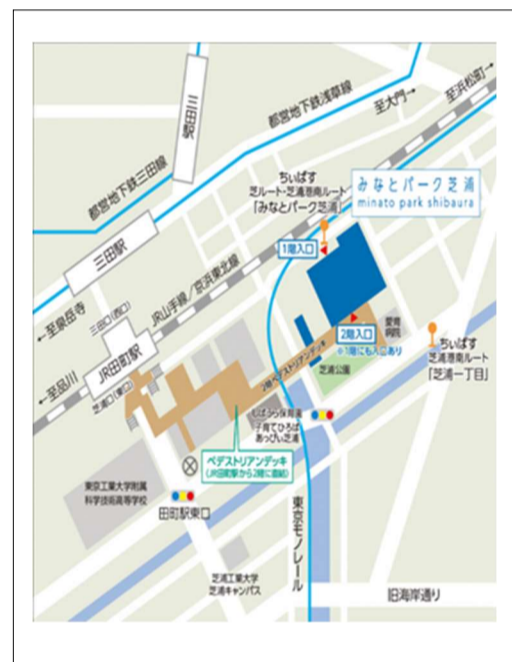 至浜松町→
至大門→
都営地下鉄浅草線
三田駅
都営地下鉄三田線
ちぃばす
芝ルート・芝浦港南ルート
「みなとパーク芝浦」
みなとパーク芝浦
minato park shibaura
三田駅
1階入口
JR山手線/京浜東北線
←至泉岳寺
三田口(西口)
JR田町駅
←至品川
芝浦口(東口)
愛育
病院
2階入口
※1階にも入口あり
ちぃばす
芝浦港南ルート
「芝浦一丁目」
2階ペデストリアンデッキ
芝浦公園
しばうら保育園
子育てひろば
あっぴぃ芝浦
ペデストリアンデッキ
(JR田町駅から2階に直結)
東京工業大学附属
科学技術高等学校
田町駅東口
東京モノレール
芝浦工業大学
芝浦キャンパス
旧海岸通り